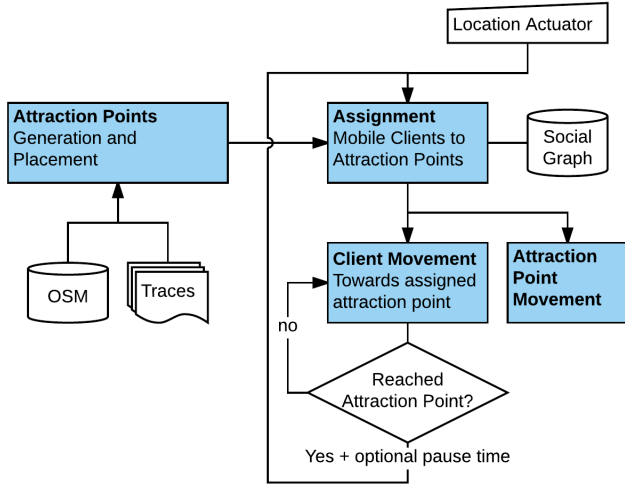 Location Actuator
Attraction Points
Generation and
Placement
Assignment
Mobile Clients to
Attraction Points
Social
Graph
OSM
Traces
Client Movement
Towards assigned
attraction point
Attraction
Point
Movement
no
Reached
Attraction Point?
Yes + optional pause time